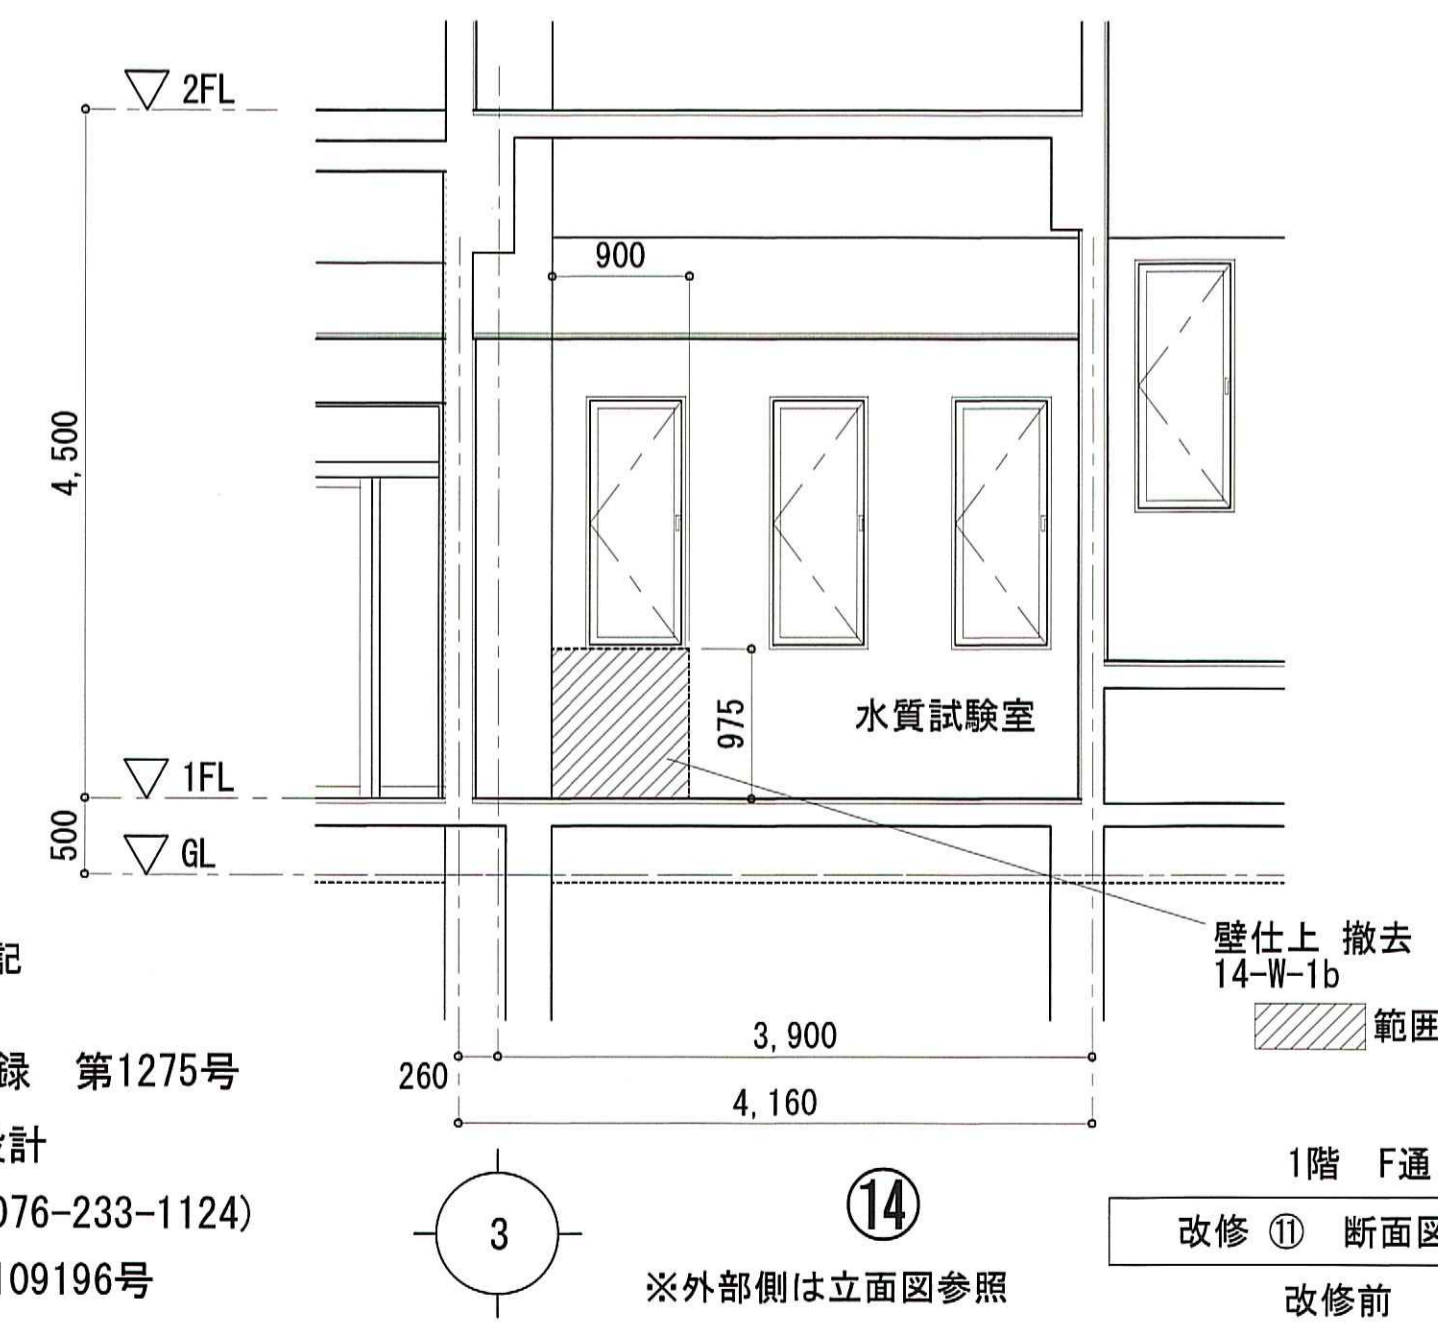 2FL
900
4,500
975
水質試験室
1FL
500
GL
壁仕上 撤去
14-W-1b
範囲
記
録 第1275号
3,900
260
4,160
計
076-233-1124)
109196号
3
14
※外部側は立面図参照
1階 F通
改修 ⑪ 断面図
改修前